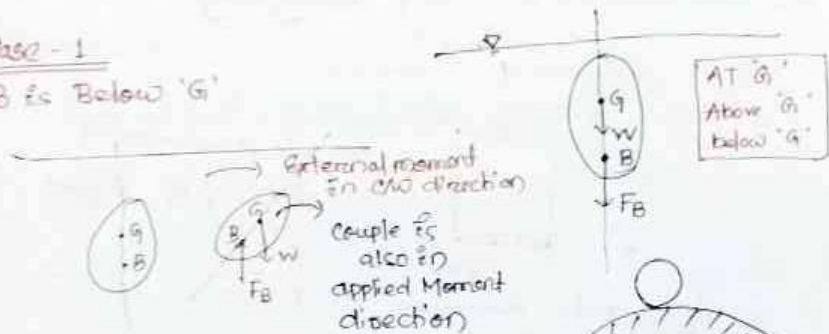 Case - 1
B is Below 'G'
External moment
in C/W direction
couple is
also in
applied Moment
direction
G
B
G
B
W
FB
G
W
B
FB
AT 'G'
Above 'G'
below 'G'